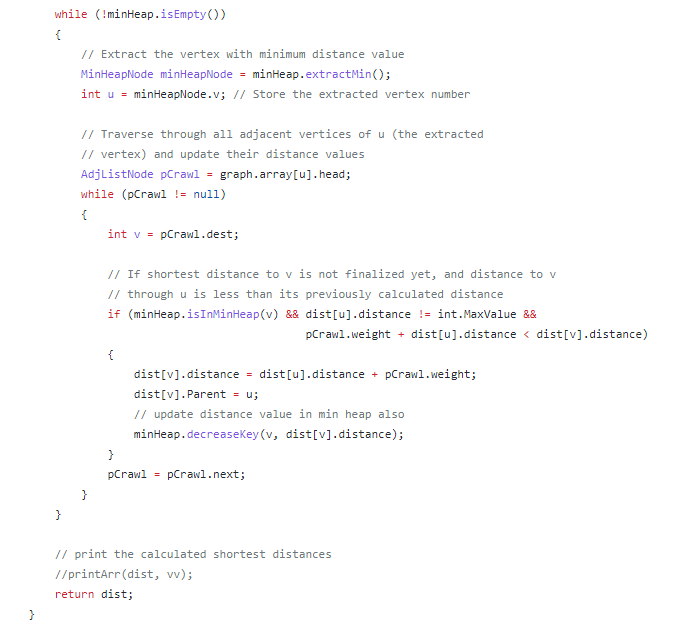 while (!minHeap.isEmpty())
{
// Extract the vertex with minimum distance value
MinHeapNode minHeapNode = minHeap.extractMin();
int u = minHeapNode.v; // Store the extracted vertex number
// Traverse through all adjacent vertices of u (the extracted
// vertex) and update their distance values
AdjListNode pCrawl = graph.array[u].head;
while (pCrawl != null)
{
int v = pCrawl.dest;
// If shortest distance to v is not finalized yet, and distance to v
// through u is less than its previously calculated distance
if (minHeap.isInMinHeap(v) && dist[u].distance != int.MaxValue &&
pCrawl.weight + dist[u].distance < dist[v].distance)
{
dist[v].distance = dist[u].distance + pCrawl.weight;
dist[v].Parent = u;
// update distance value in min heap also
minHeap.decreaseKey(v, dist[v].distance);
}
pCrawl = pCrawl.next;
}
}
// print the calculated shortest distances
//printArr(dist, vv);
return dist;
}